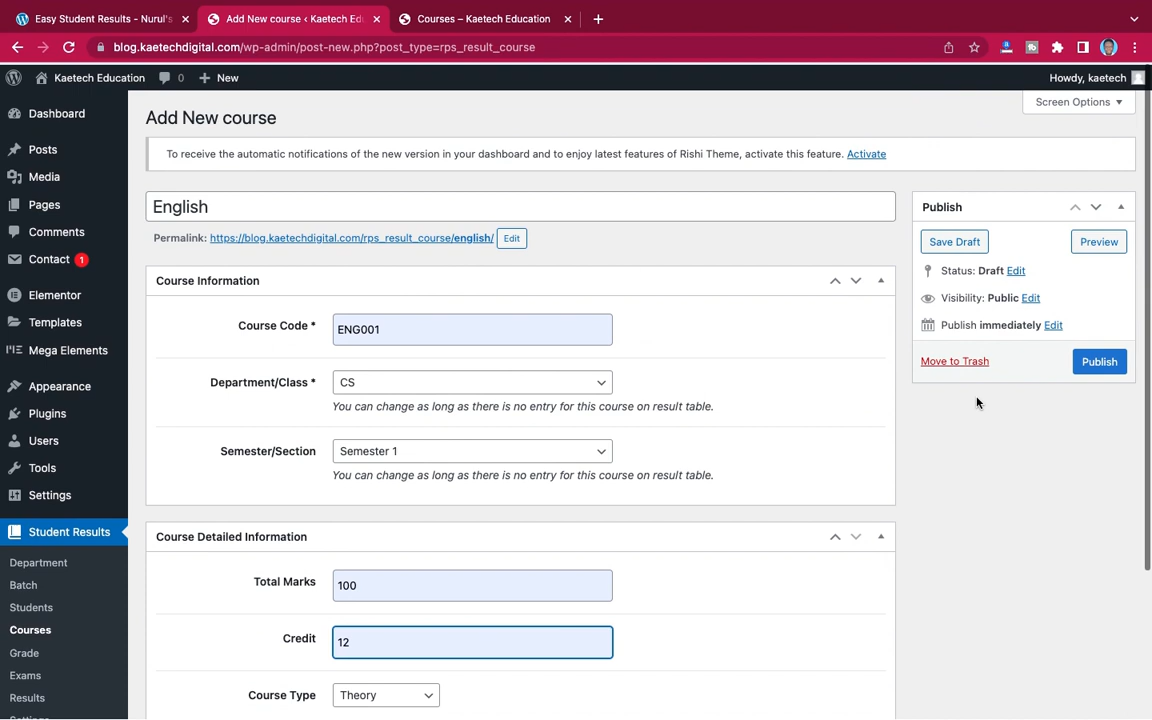 Easy Student Results - Nurul's
Add New course ‹ Kaetech Ed
Courses – Kaetech Education
blog.kaetechdigital.com/wp-admin/post-new.php?post_type=rps_result_course
Kaetech Education
0
New
Howdy, kaetech
Screen Options
Dashboard
Posts
Media
Pages
Comments
Contact 1
Elementor
Templates
Mega Elements
Appearance
Plugins
Users
Tools
Settings
Student Results
Department
Batch
Students
Courses
Grade
Exams
Results
Add New course
To receive the automatic notifications of the new version in your dashboard and to enjoy latest features of Rishi Theme, activate this feature. Activate
English
Permalink: https://blog.kaetechdigital.com/rps_result_course/english/ Edit
Course Information
Course Code * ENG001
Department/Class * CS
You can change as long as there is no entry for this course on result table.
Semester/Section Semester 1
You can change as long as there is no entry for this course on result table.
Course Detailed Information
Total Marks 100
Credit 12
Course Type Theory
Publish
Save Draft Preview
Status: Draft Edit
Visibility: Public Edit
Publish immediately Edit
Move to Trash Publish